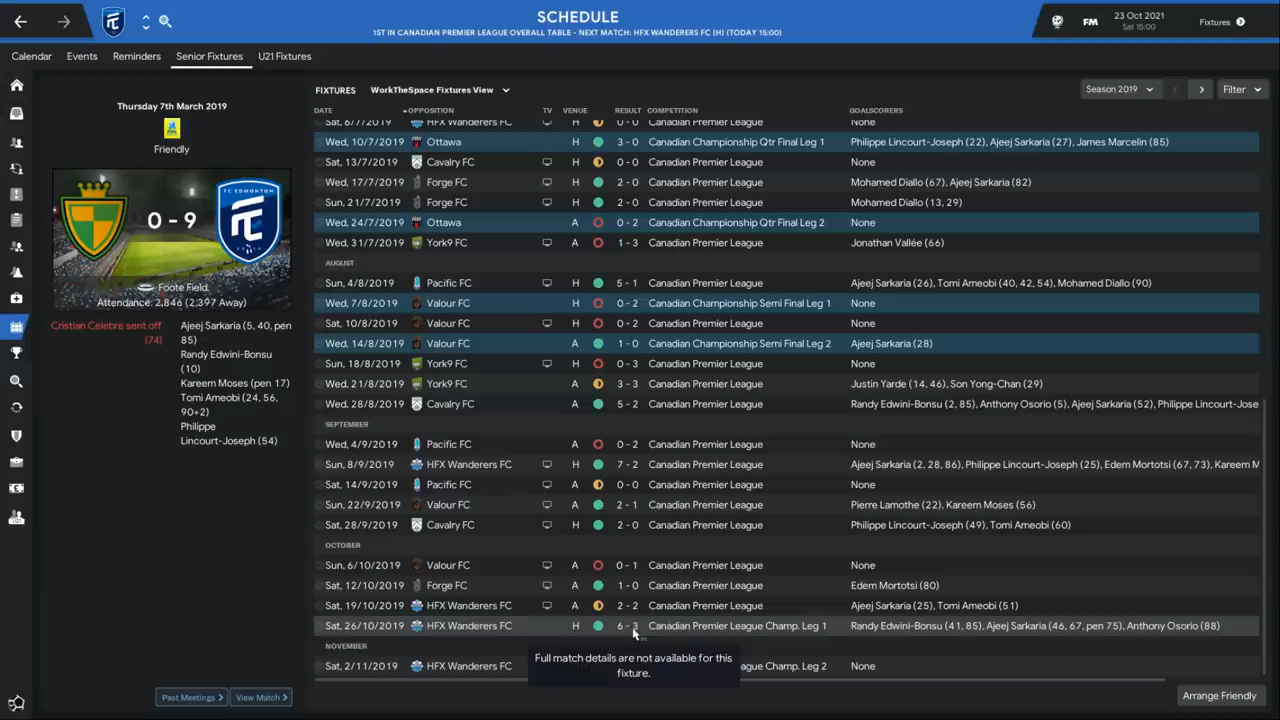 SCHEDULE
1ST IN CANADIAN PREMIER LEAGUE OVERALL TABLE - NEXT MATCH: HFX WANDERERS FC (H) (TODAY 15:00)
FM
23 Oct 2021
Sat 15:00
Fixtures
Calendar Events Reminders Senior Fixtures U21 Fixtures
Thursday 7th March 2019
Friendly
0 - 9
FC EDMONTON
Foote Field
Attendance: 2,846 (2,397 Away)
Cristian Celebre sent off (74)
Ajeej Sarkaria (5, 40, pen
85)
Randy Edwini-Bonsu
(10)
Kareem Moses (pen 17)
Tomi Ameobi (24, 56,
90+2)
Philippe
Lincourt-Joseph (54)
Past Meetings View Match
FIXTURES WorkTheSpace Fixtures View Season 2019 Filter
DATE OPPOSITION TV VENUE RESULT COMPETITION GOALSCORERS
Sat, 6/7/2019 HFX Wanderers FC H 0 - 0 Canadian Premier League None
Wed, 10/7/2019 Ottawa H 3 - 0 Canadian Championship Qtr Final Leg 1 Philippe Lincourt-Joseph (22), Ajeej Sarkaria (27), James Marcelin (85)
Sat, 13/7/2019 Cavalry FC H 0 - 0 Canadian Premier League None
Wed, 17/7/2019 Forge FC H 2 - 0 Canadian Premier League Mohamed Diallo (67), Ajeej Sarkaria (82)
Sun, 21/7/2019 Forge FC H 2 - 0 Canadian Premier League Mohamed Diallo (13, 29)
Wed, 24/7/2019 Ottawa A 0 - 2 Canadian Championship Qtr Final Leg 2 None
Wed, 31/7/2019 York9 FC A 1 - 3 Canadian Premier League Jonathan Vallée (66)
AUGUST
Sun, 4/8/2019 Pacific FC H 5 - 1 Canadian Premier League Ajeej Sarkaria (26), Tomi Ameobi (40, 42, 54), Mohamed Diallo (90)
Wed, 7/8/2019 Valour FC H 0 - 2 Canadian Championship Semi Final Leg 1 None
Sat, 10/8/2019 Valour FC H 0 - 2 Canadian Premier League None
Wed, 14/8/2019 Valour FC A 1 - 0 Canadian Championship Semi Final Leg 2 Ajeej Sarkaria (28)
Sun, 18/8/2019 York9 FC H 0 - 3 Canadian Premier League None
Wed, 21/8/2019 York9 FC A 3 - 3 Canadian Premier League Justin Yarde (14, 46), Son Yong-Chan (29)
Wed, 28/8/2019 Cavalry FC A 5 - 2 Canadian Premier League Randy Edwini-Bonsu (2, 85), Anthony Osorio (5), Ajeej Sarkaria (52), Philippe Lincourt-Jose
SEPTEMBER
Wed, 4/9/2019 Pacific FC A 0 - 2 Canadian Premier League None
Sun, 8/9/2019 HFX Wanderers FC H 7 - 2 Canadian Premier League Ajeej Sarkaria (2, 28, 86), Philippe Lincourt-Joseph (25), Edem Mortotsi (67, 73), Kareem M
Sat, 14/9/2019 Pacific FC A 0 - 0 Canadian Premier League None
Sun, 22/9/2019 Valour FC A 2 - 1 Canadian Premier League Pierre Lamothe (22), Kareem Moses (56)
Sat, 28/9/2019 Cavalry FC H 2 - 0 Canadian Premier League Philippe Lincourt-Joseph (49), Tomi Ameobi (60)
OCTOBER
Sun, 6/10/2019 Valour FC A 0 - 1 Canadian Premier League None
Sat, 12/10/2019 Forge FC A 1 - 0 Canadian Premier League Edem Mortotsi (80)
Sat, 19/10/2019 HFX Wanderers FC A 2 - 2 Canadian Premier League Ajeej Sarkaria (25), Tomi Ameobi (51)
Sat, 26/10/2019 HFX Wanderers FC H 6 - 3 Canadian Premier League Champ. Leg 1 Randy Edwini-Bonsu (41, 85), Ajeej Sarkaria (46, 67, pen 75), Anthony Osorio (88)
NOVEMBER
Sat, 2/11/2019 HFX Wanderers FC League Champ. Leg 2 None
Full match details are not available for this
fixture.
Arrange Friendly